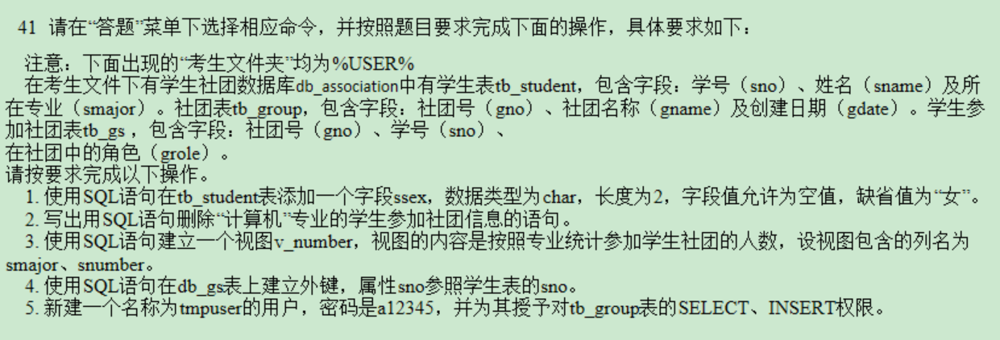 41 请在“答题”菜单下选择相应命令，并按照题目要求完成下面的操作，具体要求如下：
注意：下面出现的“考生文件夹”均为%USER%
在考生文件下有学生社团数据库db_association中有学生表tb_student，包含字段：学号（sno）、姓名（sname）及所
在专业（smajor）。社团表tb_group，包含字段：社团号（gno）、社团名称（gname）及创建日期（gdate）。学生参
加社团表tb_gs ，包含字段：社团号（gno）、学号（sno）、
在社团中的角色（grole）。
请按要求完成以下操作。
1. 使用SQL语句在tb_student表添加一个字段ssex，数据类型为char，长度为2，字段值允许为空值，缺省值为“女”。
2. 写出用SQL语句删除“计算机”专业的学生参加社团信息的语句。
3. 使用SQL语句建立一个视图v_number，视图的内容是按照专业统计参加学生社团的人数，设视图包含的列名为
smajor、snumber。
4. 使用SQL语句在db_gs表上建立外键，属性sno参照学生表的sno。
5. 新建一个名称为tmpuser的用户，密码是a12345，并为其授予对tb_group表的SELECT、INSERT权限。